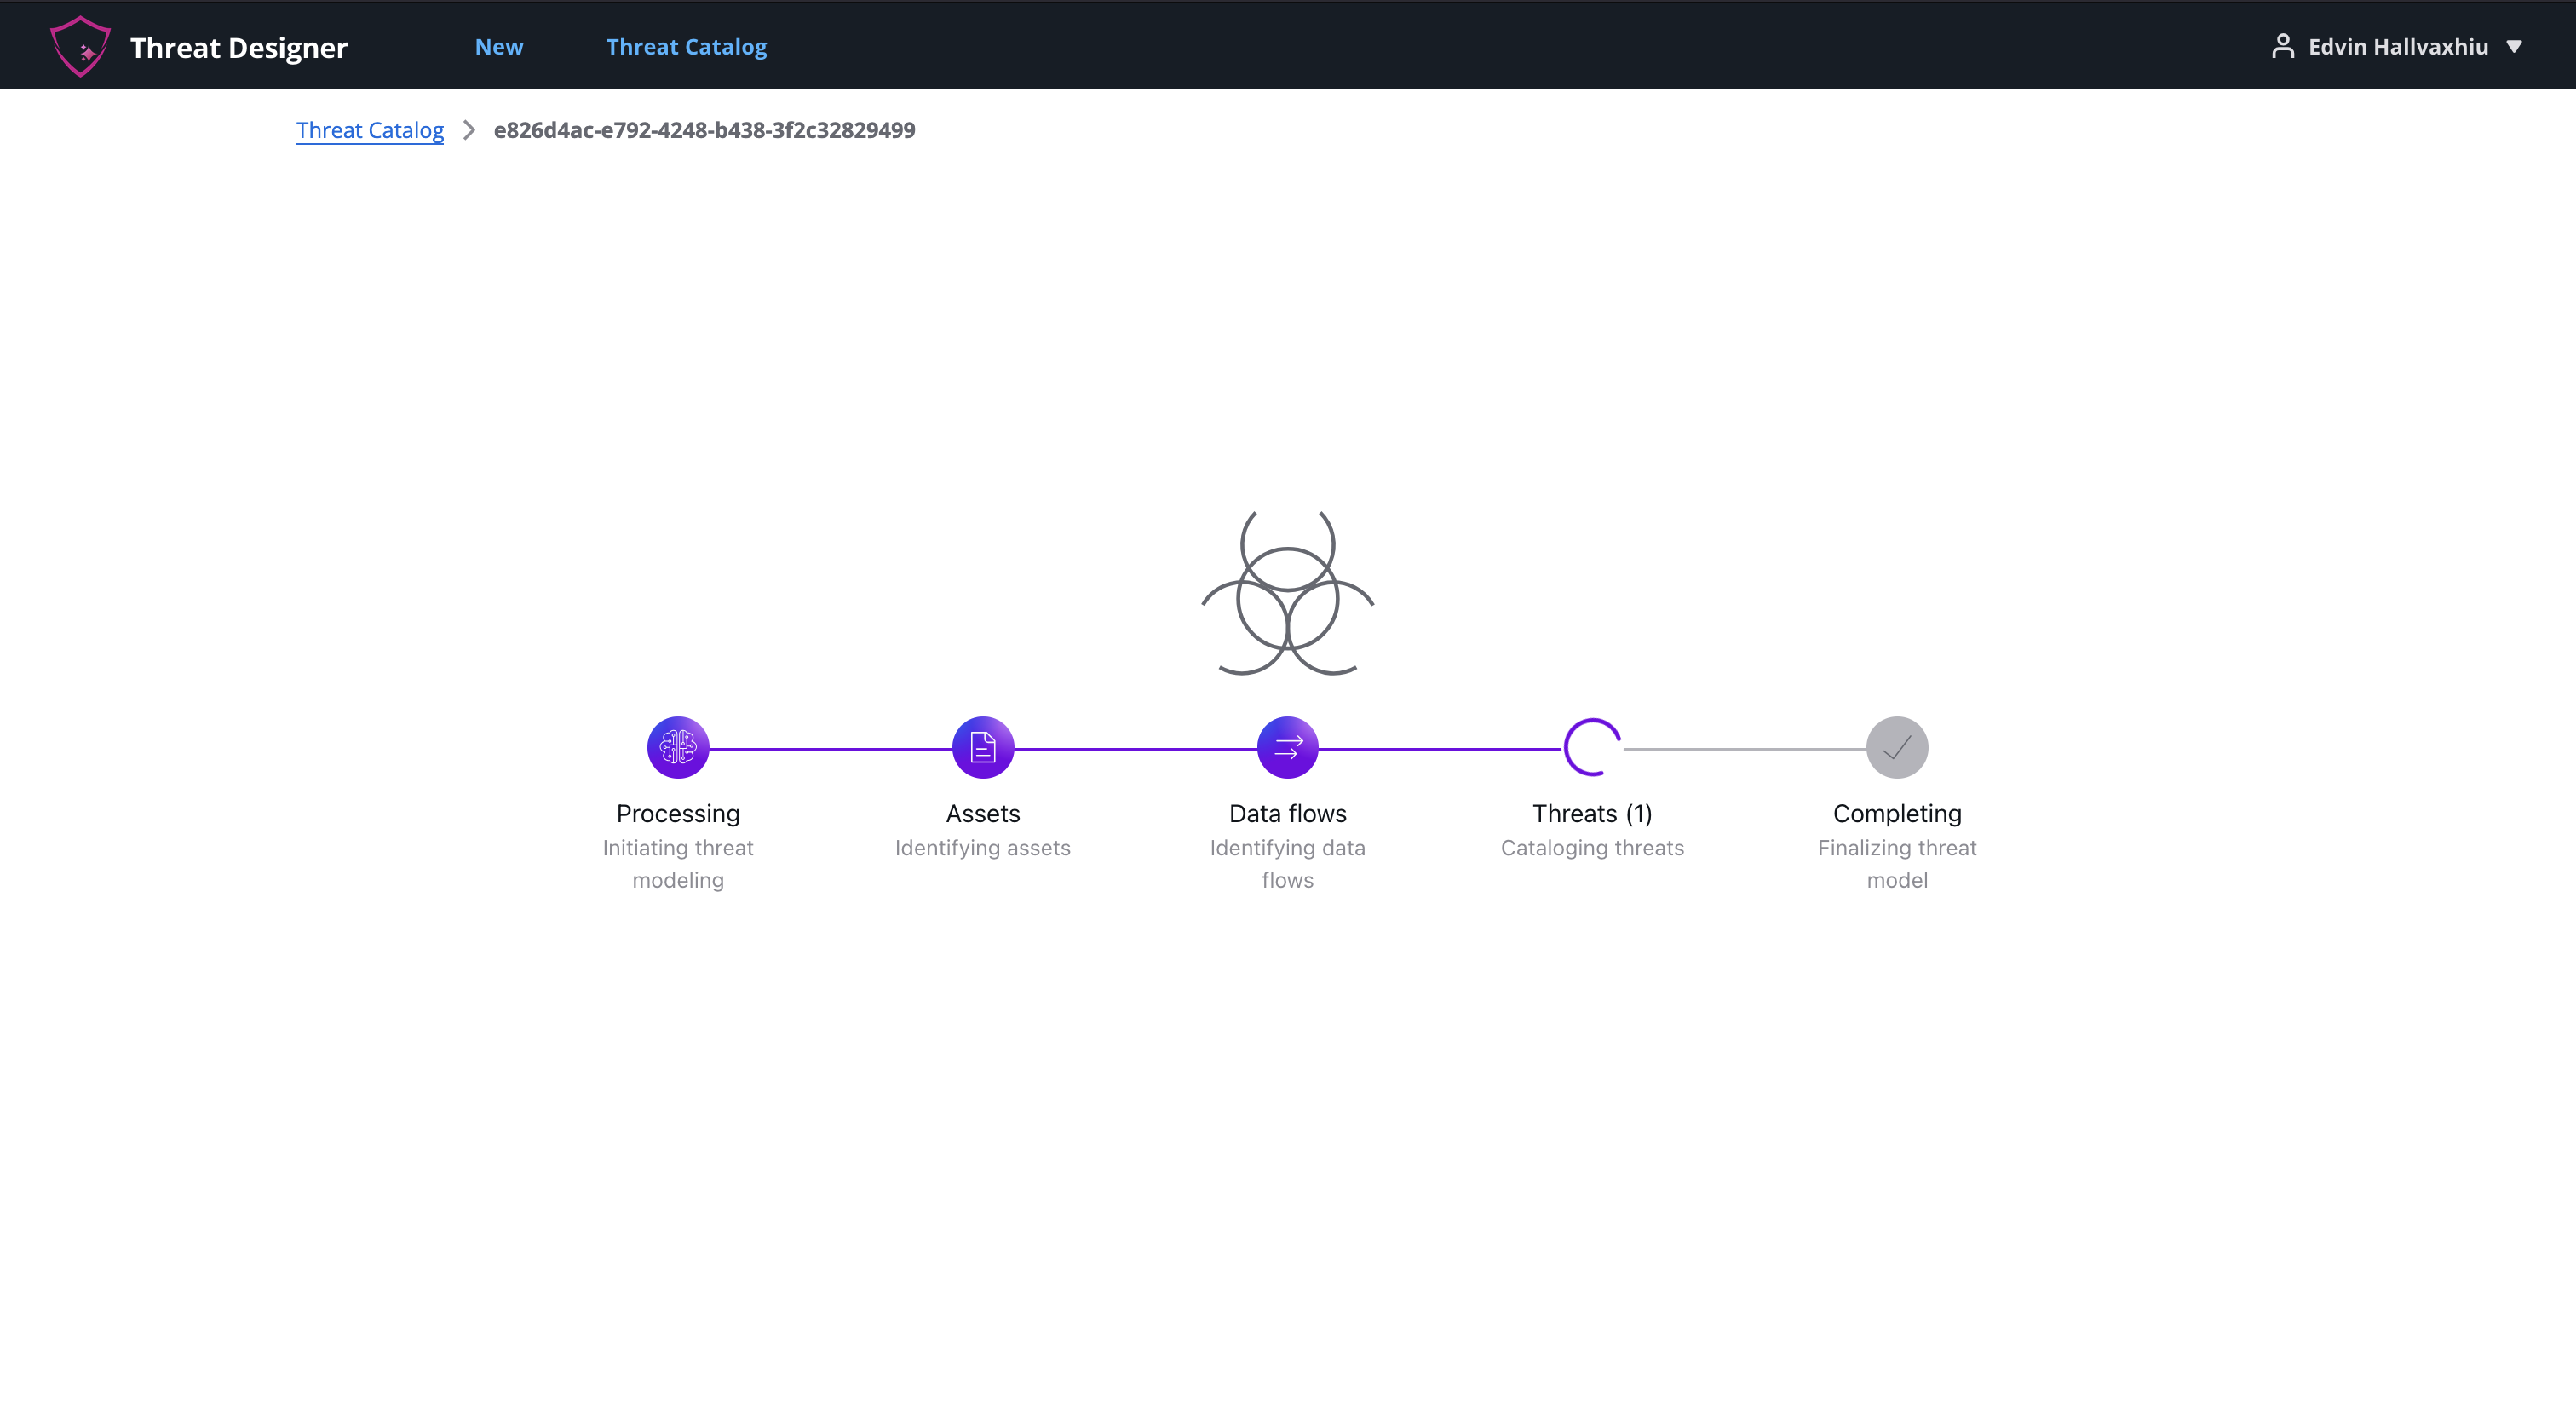 Threat Designer
New
Threat Catalog
Edvin Hallvaxhiu
Threat Catalog
e826d4ac-e792-4248-b438-3f2c32829499
Processing
Initiating threat
modeling
Assets
Identifying assets
Data flows
Identifying data
flows
Threats (1)
Cataloging threats
Completing
Finalizing threat
model